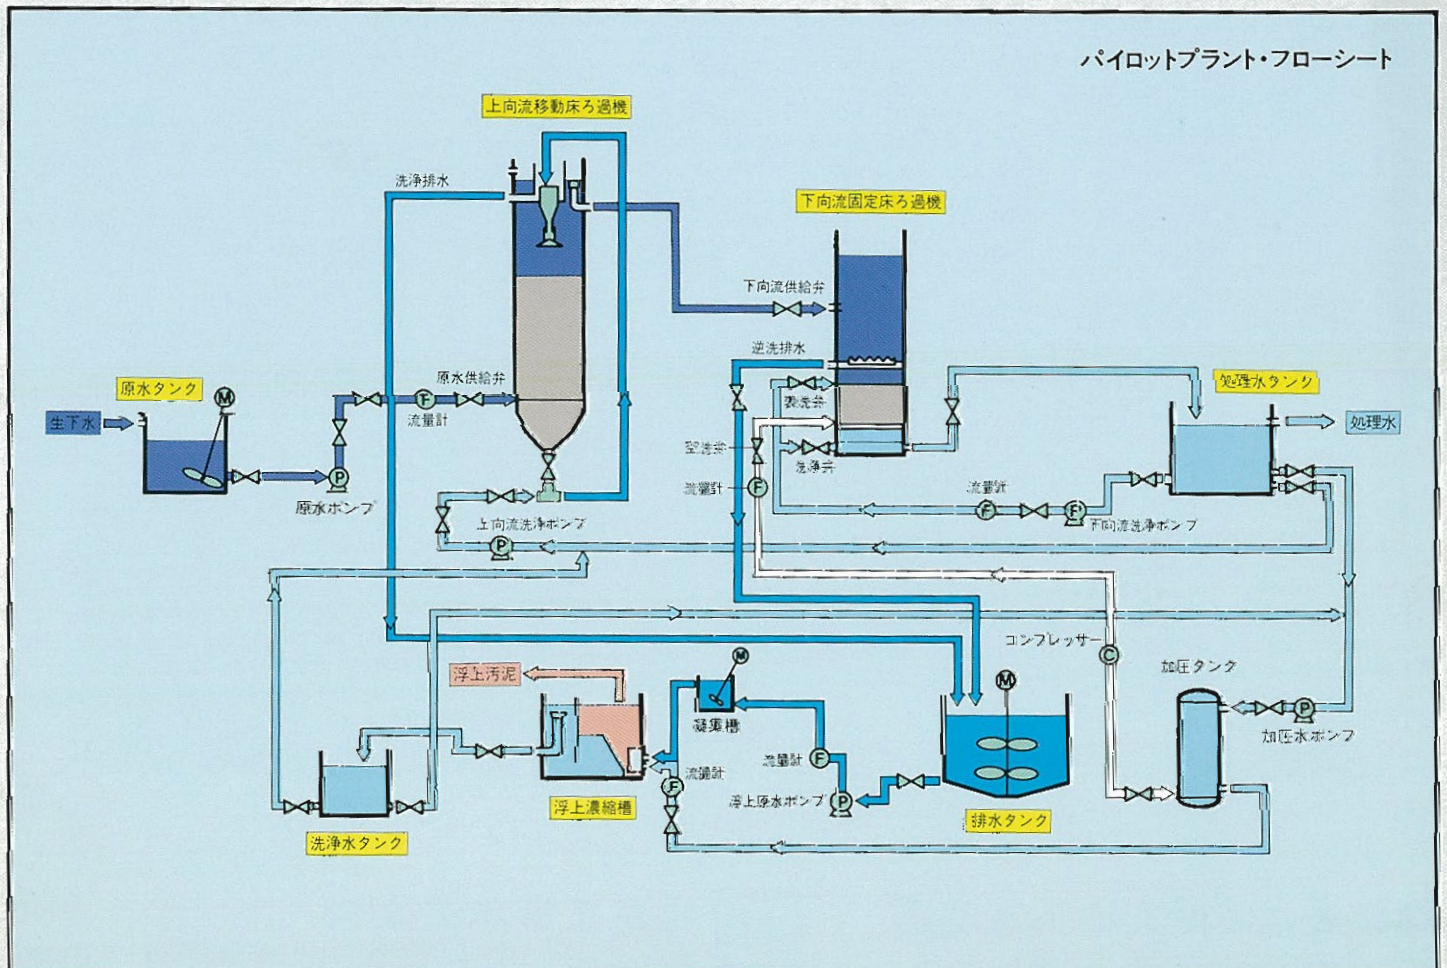 パイロットプラント・フローシート
上向流移動床ろ過機
洗浄排水
下向流固定床ろ過機
下向流供給弁
逆洗排水
原水タンク
M
原水供給弁
処理水タンク
生下水
F
流量計
表洗弁
処理水
空洗弁
洗浄弁
P
原水ポンプ
流量計
F
流量計
F
P
下向流洗浄ポンプ
上向流洗浄ポンプ
P
コンプレッサー
C
加圧タンク
浮上汚泥
M
M
凝集槽
P
加圧水ポンプ
流量計
F
流量計
F
浮上原水ポンプ
P
浮上濃縮槽
排水タンク
洗浄水タンク